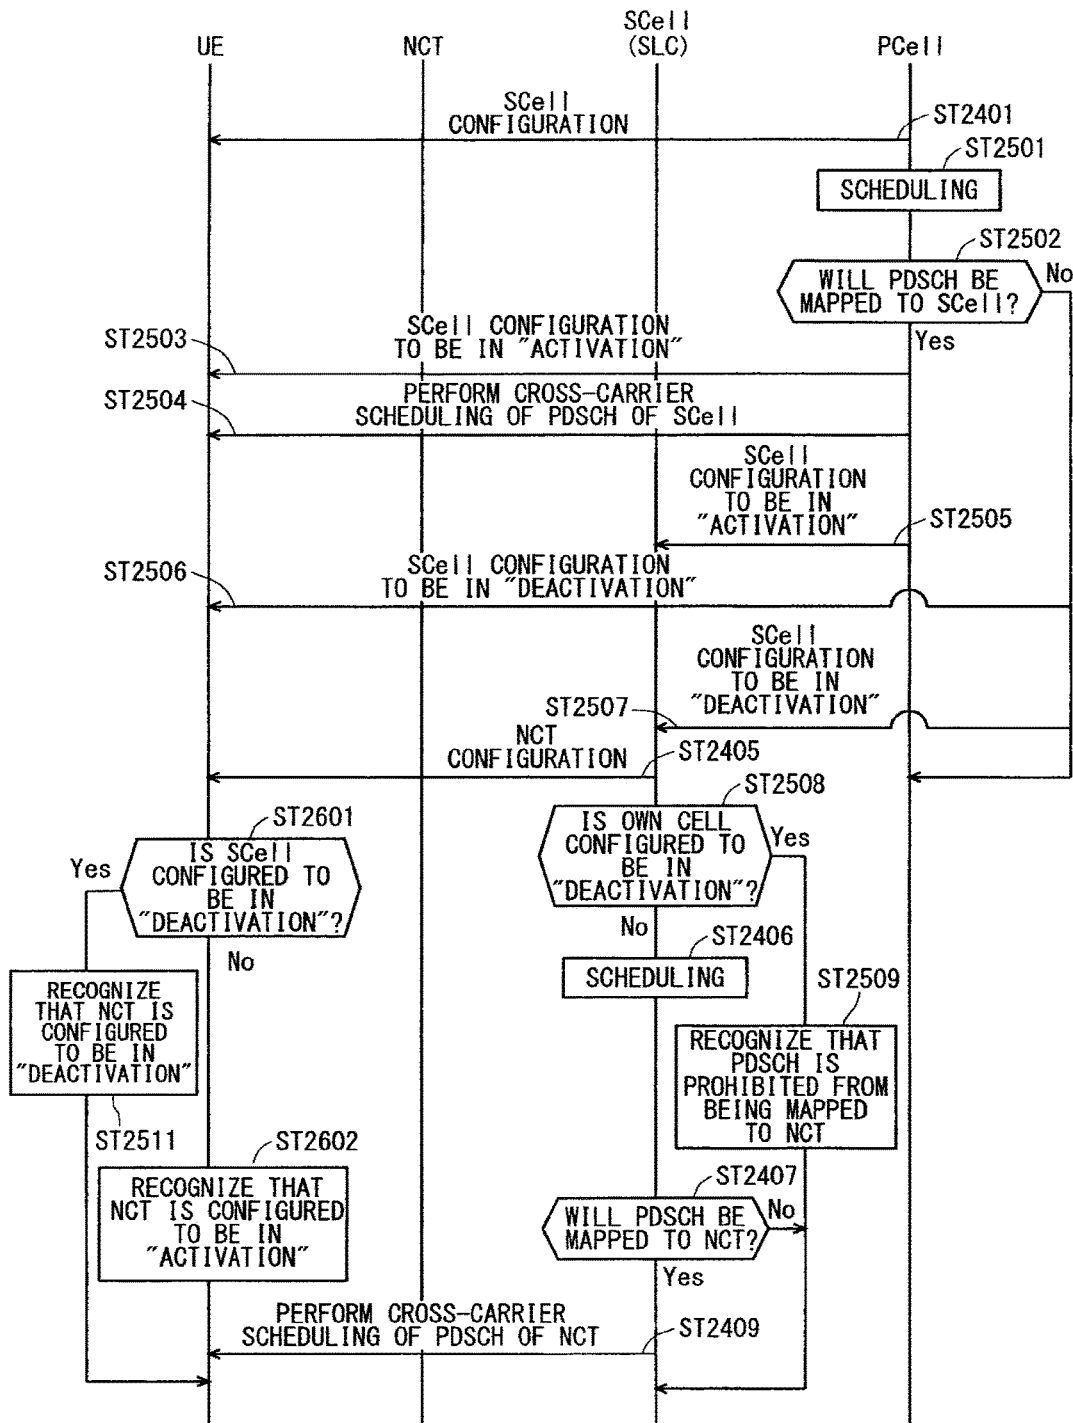 UE
NCT
SCell
(SLC)
PCell
SCell
CONFIGURATION
ST2401
ST2501
SCHEDULING
ST2502
WILL PDSCH BE
MAPPED TO SCell?
No
Yes
ST2503
SCell CONFIGURATION
TO BE IN "ACTIVATION"
ST2504
PERFORM CROSS-CARRIER
SCHEDULING OF PDSCH OF SCell
SCell
CONFIGURATION
TO BE IN
"ACTIVATION"
ST2505
ST2506
SCell CONFIGURATION
TO BE IN "DEACTIVATION"
SCell
CONFIGURATION
TO BE IN
"DEACTIVATION"
ST2507
NCT
CONFIGURATION
ST2405
ST2508
IS OWN CELL
CONFIGURED TO
BE IN
"DEACTIVATION"?
Yes
No
ST2601
IS SCell
CONFIGURED TO
BE IN
"DEACTIVATION"?
Yes
No
ST2406
SCHEDULING
ST2509
RECOGNIZE THAT
PDSCH IS
PROHIBITED FROM
BEING MAPPED
TO NCT
RECOGNIZE
THAT NCT IS
CONFIGURED
TO BE IN
"DEACTIVATION"
ST2511
ST2602
RECOGNIZE THAT
NCT IS CONFIGURED
TO BE IN
"ACTIVATION"
ST2407
WILL PDSCH BE
MAPPED TO NCT?
No
Yes
PERFORM CROSS-CARRIER
SCHEDULING OF PDSCH OF NCT
ST2409